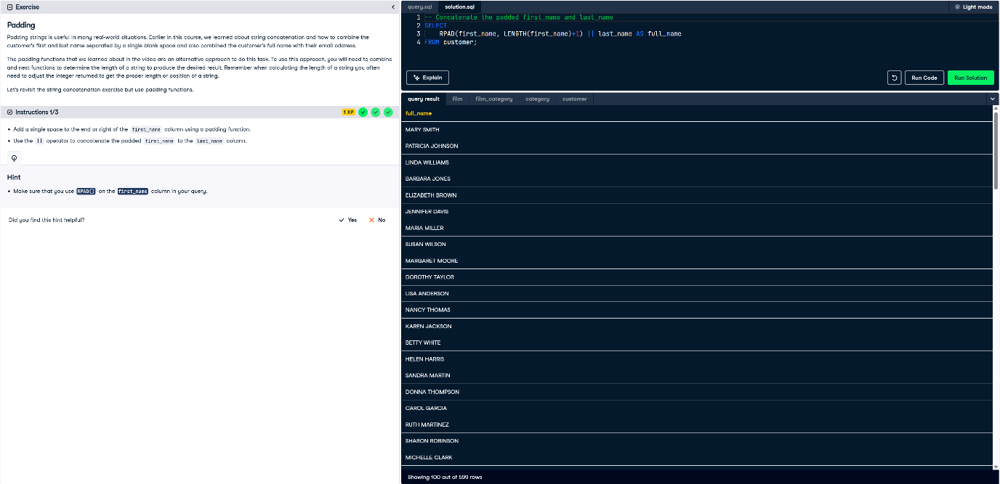 Exercise
Padding
Padding strings is useful in many real-world situations. Earlier in this course, we learned about string concatenation and how to combine the
customer's first and last name separated by a single blank space and also combined the customer's full name with their email address.
The padding functions that we learned about in the video are an alternative approach to do this task. To use this approach, you will need to combine
and nest functions to determine the length of a string to produce the desired result. Remember when calculating the length of a string you often
need to adjust the integer returned to get the proper length or position of a string.
Let's revisit the string concatenation exercise but use padding functions.
Instructions 1/3
1 XP
• Add a single space to the end or right of the first_name column using a padding function.
• Use the || operator to concatenate the padded first_name to the last_name column.
Hint
• Make sure that you use RPAD() on the first_name column in your query.
Did you find this hint helpful?
Yes
No
query.sql
solution.sql
Light mode
1 -- Concatenate the padded first_name and last_name
2 SELECT
3 RPAD(first_name, LENGTH(first_name)+1) || last_name AS full_name
4 FROM customer;
Explain
Run Code
Run Solution
query result
film
film_category
category
customer
full_name
MARY SMITH
PATRICIA JOHNSON
LINDA WILLIAMS
BARBARA JONES
ELIZABETH BROWN
JENNIFER DAVIS
MARIA MILLER
SUSAN WILSON
MARGARET MOORE
DOROTHY TAYLOR
LISA ANDERSON
NANCY THOMAS
KAREN JACKSON
BETTY WHITE
HELEN HARRIS
SANDRA MARTIN
DONNA THOMPSON
CAROL GARCIA
RUTH MARTINEZ
SHARON ROBINSON
MICHELLE CLARK
Showing 100 out of 599 rows